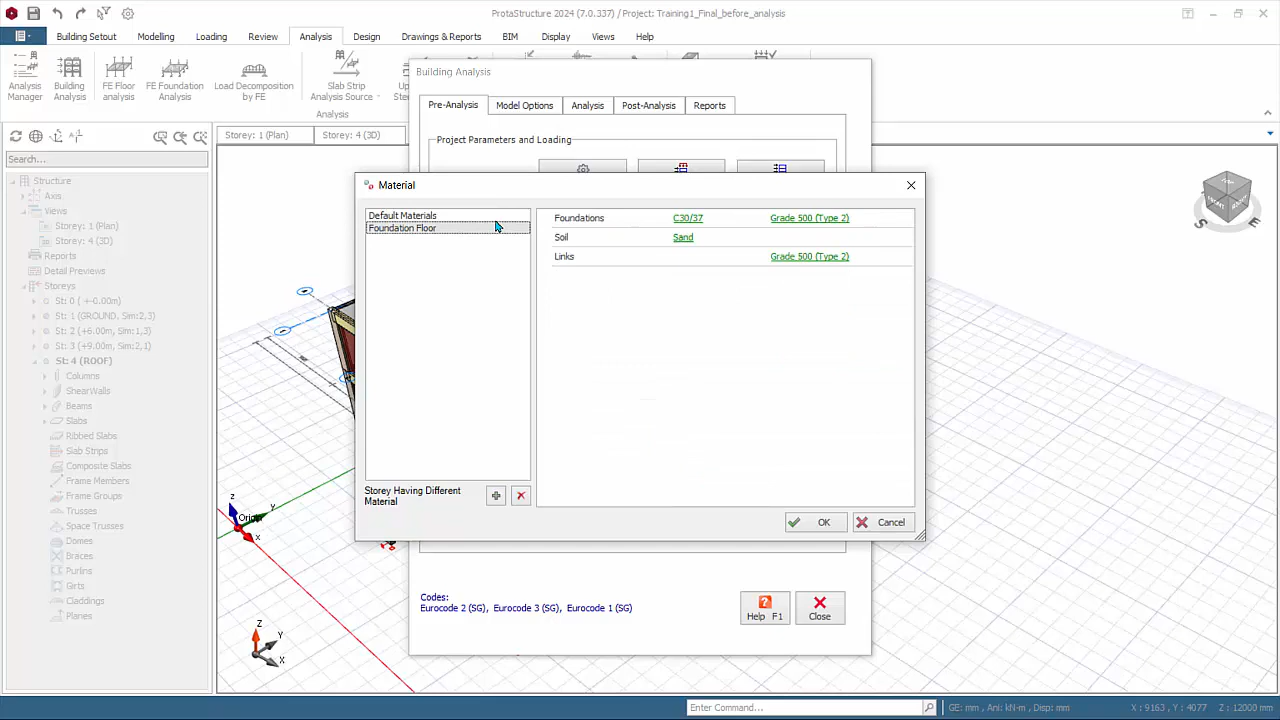 ProtaStructure 2024 (7.0.337) / Project: Training1_Final_before_analysis
Building Setout Modelling Loading Review Analysis Design Drawings & Reports BIM Display Views Help
Analysis Manager
Building Analysis
FE Floor analysis
FE Foundation Analysis
Load Decomposition by FE
Slab Strip Analysis Source
Analysis
Storey: 1 (Plan)
Storey: 4 (3D)
Search...
Structure
Axis
Views
Storey: 1 (Plan)
Storey: 4 (3D)
Reports
Detail Previews
Storeys
St: 0 ( +-0.00m)
St: 1 (GROUND, Sim:2,3)
St: 2 (+6.00m, Sim:1,3)
St: 3 (+9.00m, Sim:2,1)
St: 4 (ROOF)
Columns
ShearWalls
Beams
Slabs
Ribbed Slabs
Slab Strips
Composite Slabs
Frame Members
Frame Groups
Trusses
Space Trusses
Domes
Braces
Purlins
Girts
Claddings
Planes
Building Analysis
Pre-Analysis Model Options Analysis Post-Analysis Reports
Project Parameters and Loading
Material
Default Materials
Foundation Floor
Foundations C30/37 Grade 500 (Type 2)
Soil Sand
Links Grade 500 (Type 2)
Storey Having Different
Material
OK Cancel
Codes:
Eurocode 2 (SG), Eurocode 3 (SG), Eurocode 1 (SG)
Help F1
Close
FRONT
E
z
Y
x
Z
Y
X
Enter Command...
GE: mm , Ani: kN-m , Disp: mm
X : 9163, Y : 4077 Z : 12000 mm